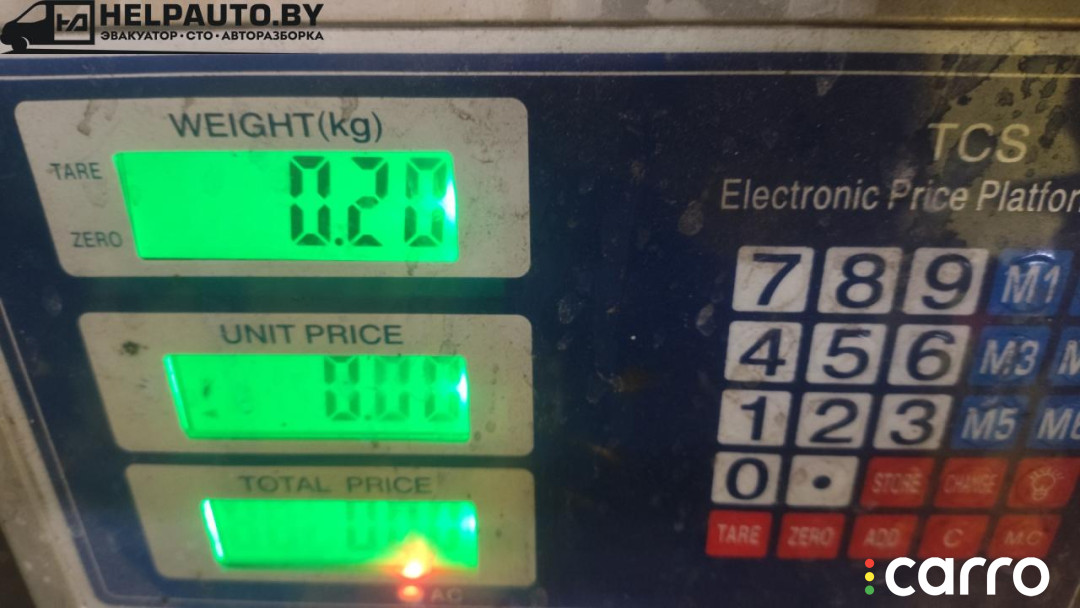 HELPAUTO.BY
ЭВАКУАТОР • СТО • АВТОРАЗБОРКА
WEIGHT(kg)
TARE
0.20
ZERO
TCS
Electronic Price Platfor
7 8 9 M1
UNIT PRICE
0.00
4 5 6 M3
1 2 3 M5
TOTAL PRICE
0 • STORE CHANGE
TARE ZERO ADD C M.C
AC
carro